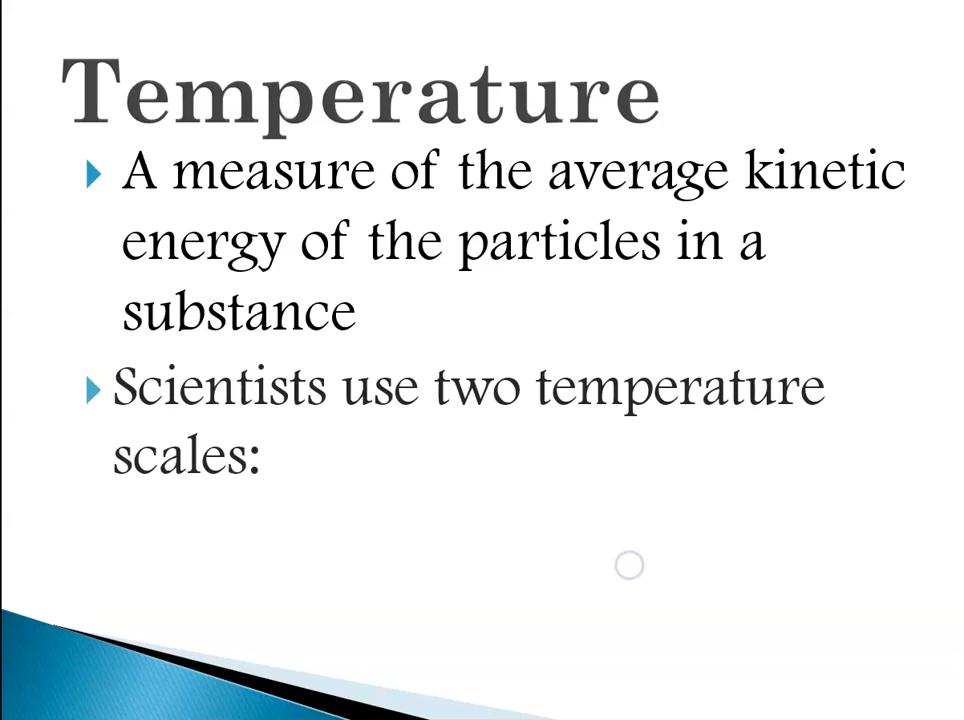 Temperature
A measure of the average kinetic
energy of the particles in a
substance
Scientists use two temperature
scales: